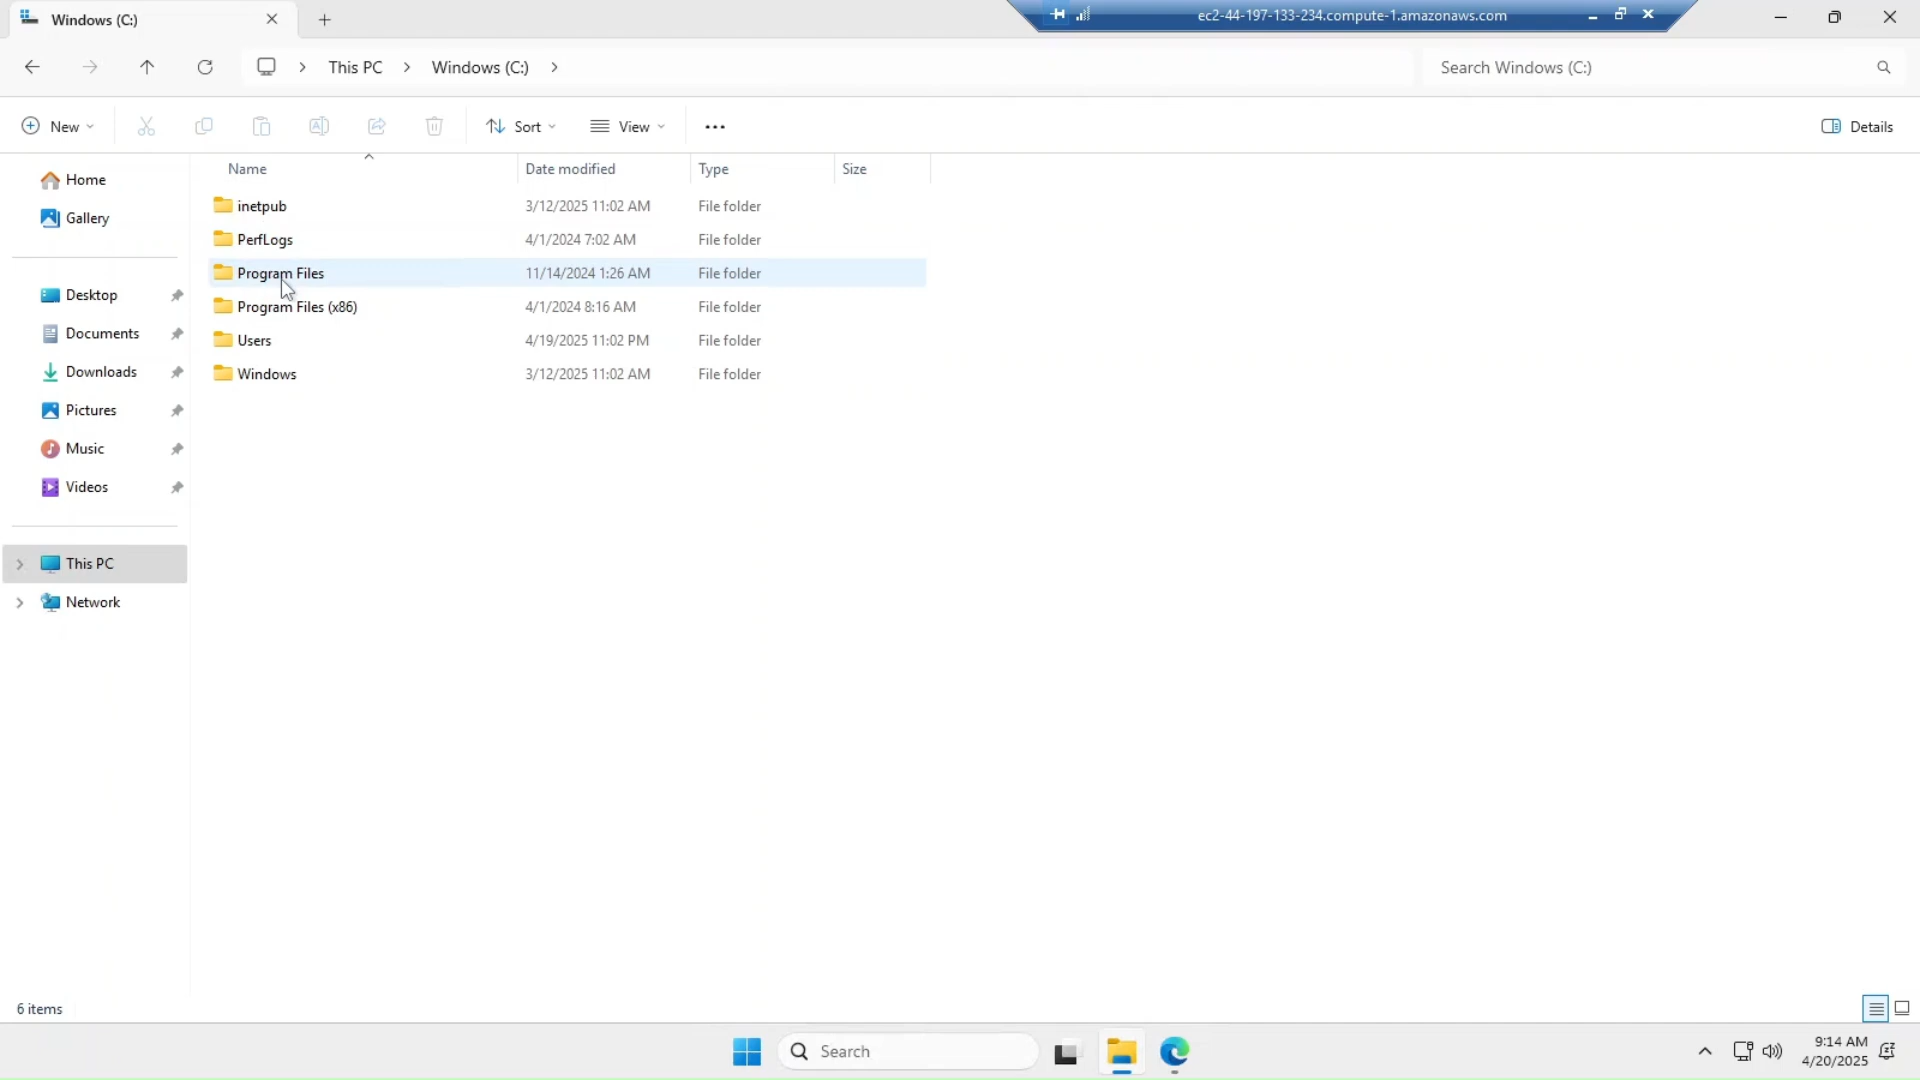 Windows (C:)
ec2-44-197-133-234.compute-1.amazonaws.com
This PC
Windows (C:)
Search Windows (C:)
New
Sort
View
Details
Name Date modified Type Size
Home
Gallery
Desktop
Documents
Downloads
Pictures
Music
Videos
This PC
Network
inetpub 3/12/2025 11:02 AM File folder
PerfLogs 4/1/2024 7:02 AM File folder
Program Files 11/14/2024 1:26 AM File folder
Program Files (x86) 4/1/2024 8:16 AM File folder
Users 4/19/2025 11:02 PM File folder
Windows 3/12/2025 11:02 AM File folder
6 items
Search
9:14 AM
4/20/2025